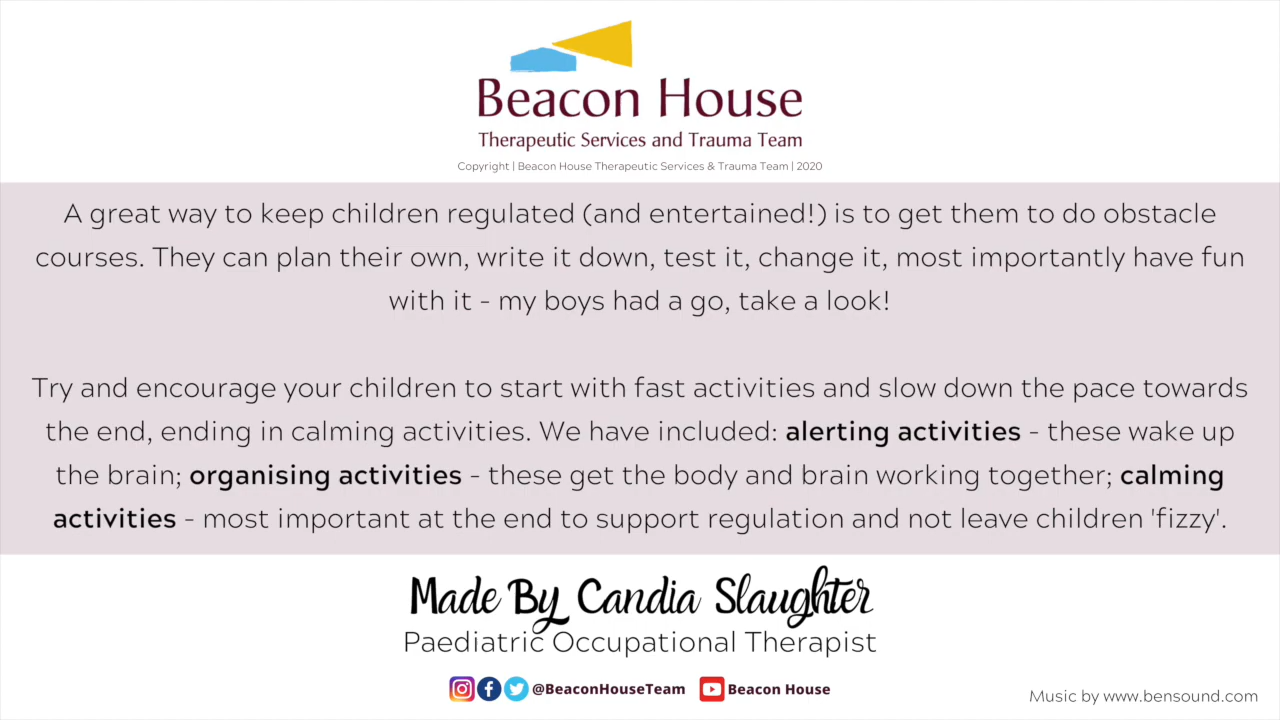 Beacon House
Therapeutic Services and Trauma Team
Copyright | Beacon House Therapeutic Services & Trauma Team | 2020
A great way to keep children regulated (and entertained!) is to get them to do obstacle
courses. They can plan their own, write it down, test it, change it, most importantly have fun
with it - my boys had a go, take a look!
Try and encourage your children to start with fast activities and slow down the pace towards
the end, ending in calming activities. We have included: alerting activities - these wake up
the brain; organising activities - these get the body and brain working together; calming
activities - most important at the end to support regulation and not leave children 'fizzy'.
Made By Candia Slaughter
Paediatric Occupational Therapist
@BeaconHouseTeam Beacon House
Music by www.bensound.com